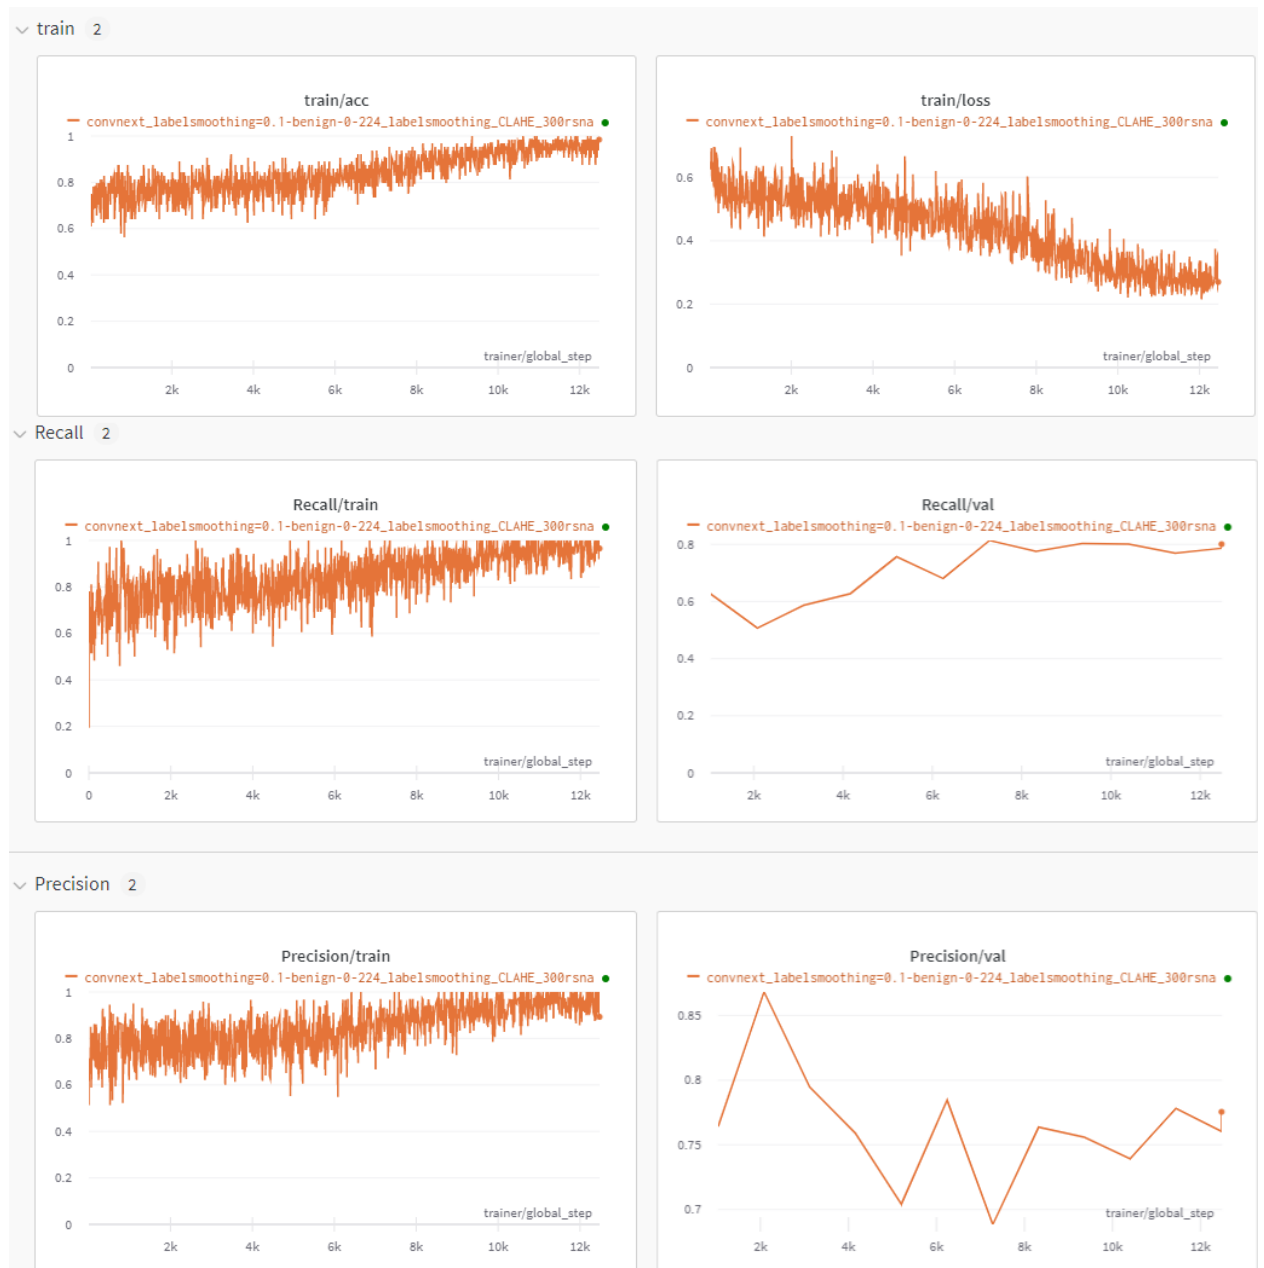 train 2
train/acc
convnext_labelsmoothing=0.1-benign-0-224_labelsmoothing_CLAHE_300rsna
1
0.8
0.6
0.4
0.2
0
trainer/global_step
2k 4k 6k 8k 10k 12k
train/loss
convnext_labelsmoothing=0.1-benign-0-224_labelsmoothing_CLAHE_300rsna
0.6
0.4
0.2
0
trainer/global_step
2k 4k 6k 8k 10k 12k
Recall 2
Recall/train
convnext_labelsmoothing=0.1-benign-0-224_labelsmoothing_CLAHE_300rsna
1
0.8
0.6
0.4
0.2
0
trainer/global_step
0 2k 4k 6k 8k 10k 12k
Recall/val
convnext_labelsmoothing=0.1-benign-0-224_labelsmoothing_CLAHE_300rsna
0.8
0.6
0.4
0.2
0
trainer/global_step
2k 4k 6k 8k 10k 12k
Precision 2
Precision/train
convnext_labelsmoothing=0.1-benign-0-224_labelsmoothing_CLAHE_300rsna
1
0.8
0.6
0.4
0.2
0
trainer/global_step
2k 4k 6k 8k 10k 12k
Precision/val
convnext_labelsmoothing=0.1-benign-0-224_labelsmoothing_CLAHE_300rsna
0.85
0.8
0.75
0.7
trainer/global_step
2k 4k 6k 8k 10k 12k